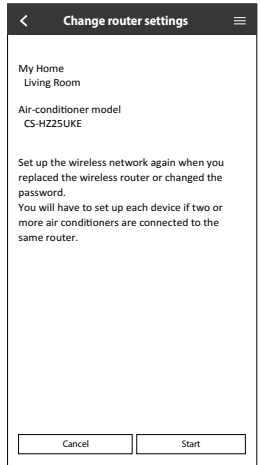 Change router settings
My Home
Living Room
Air-conditioner model
CS-HZ25UKE
Set up the wireless network again when you
replaced the wireless router or changed the
password.
You will have to set up each device if two or
more air conditioners are connected to the
same router.
Cancel
Start